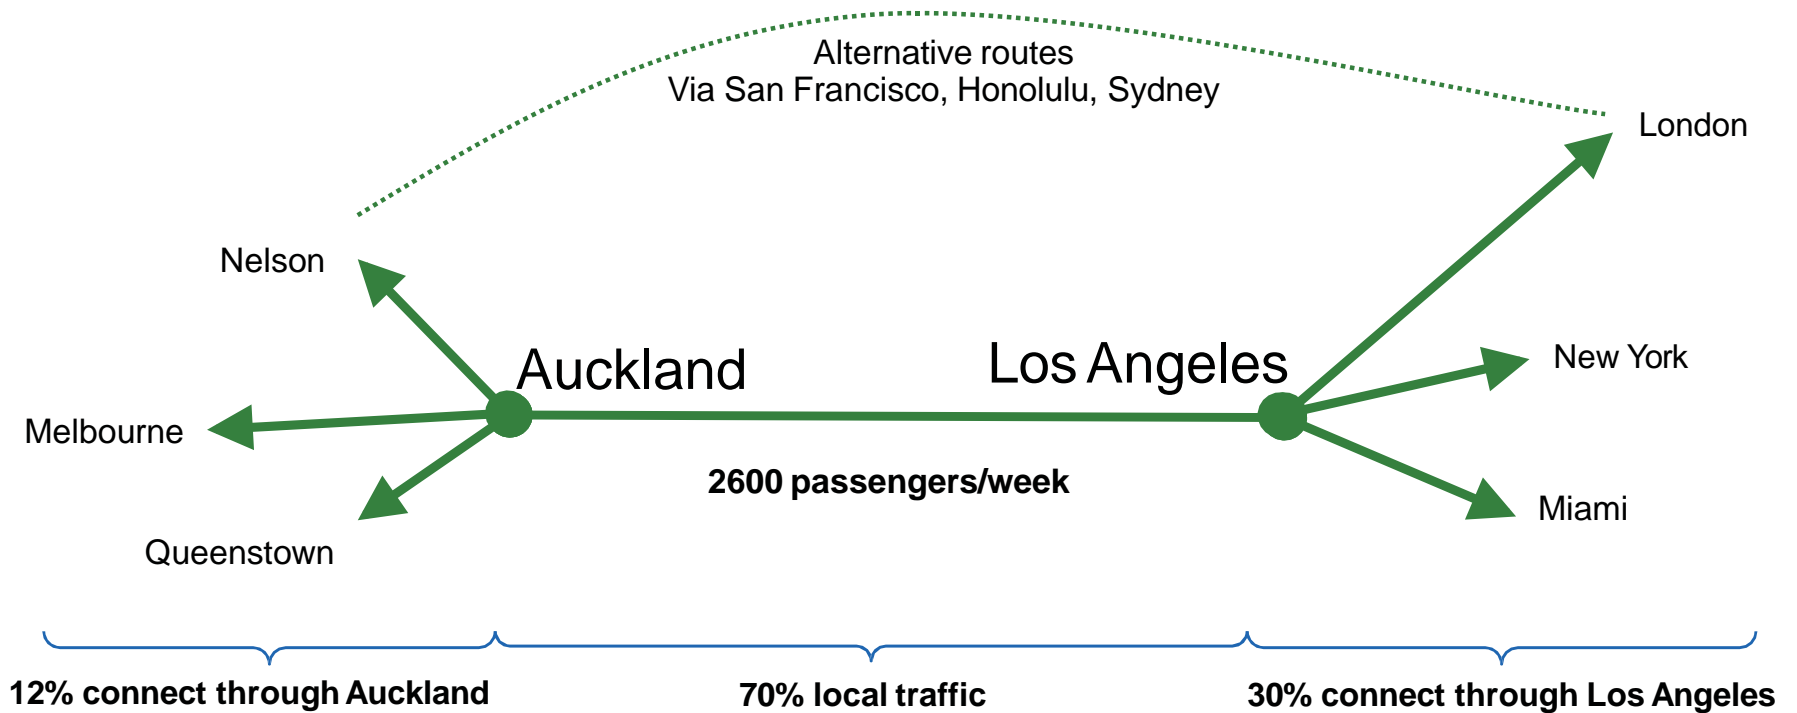 Alternative routes
Via San Francisco, Honolulu, Sydney
London
Nelson
New York
Auckland
Los Angeles
Melbourne
2600 passengers/week
Miami
Queenstown
12% connect through Auckland
70% local traffic
30% connect through Los Angeles